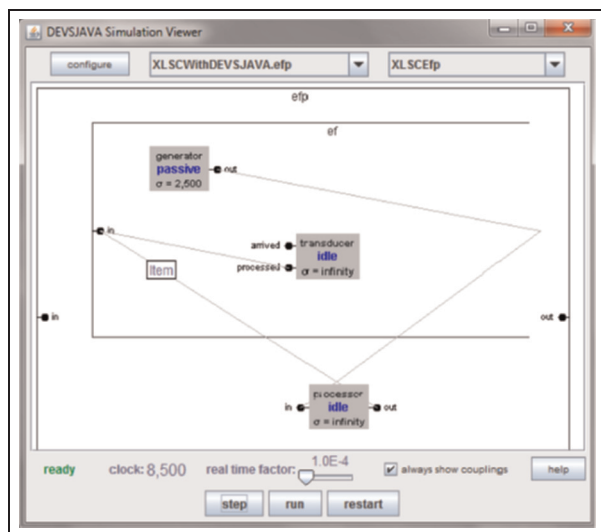 DEVSJAVA Simulation Viewer
configure
XLSCWithDEVSJAVA.efp
XLSCEfp
efp
ef
generator
passive
σ = 2,500
out
in
arrived
transducer
idle
processed
σ = infinity
Item
in
out
processor
in
idle
out
σ = infinity
ready
clock: 8,500
real time factor:
1.0E-4
always show couplings
help
step
run
restart